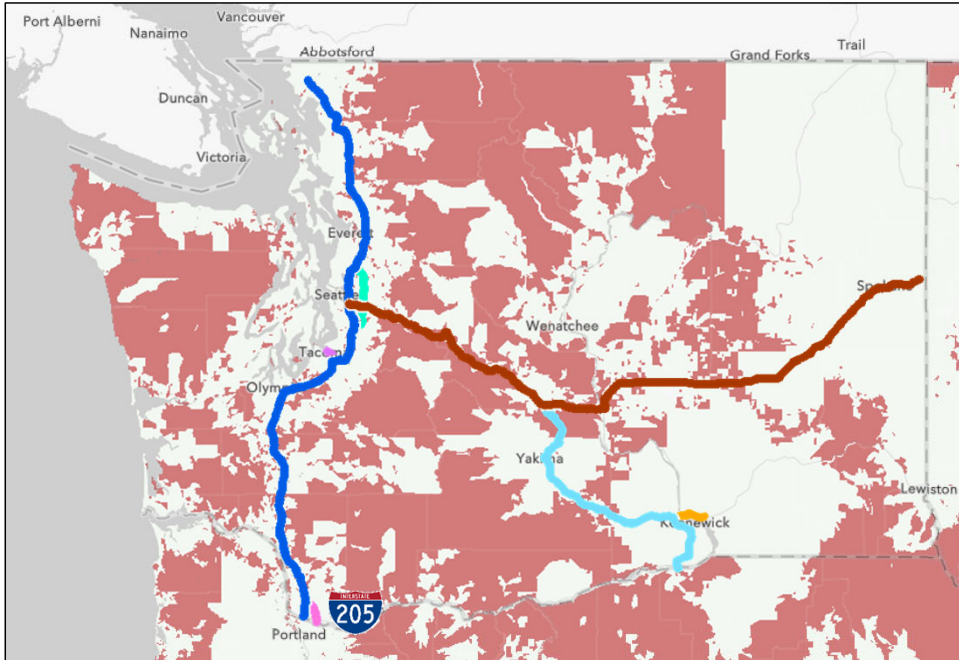 Vancouver
Port Alberni
Nanaimo
Abbotsford
Trail
Grand Forks
Duncan
Victoria
Everett
Spokane
Seattle
Wenatchee
Tacoma
Olympia
Yakima
Lewiston
Kennewick
INTERSTATE
205
Portland